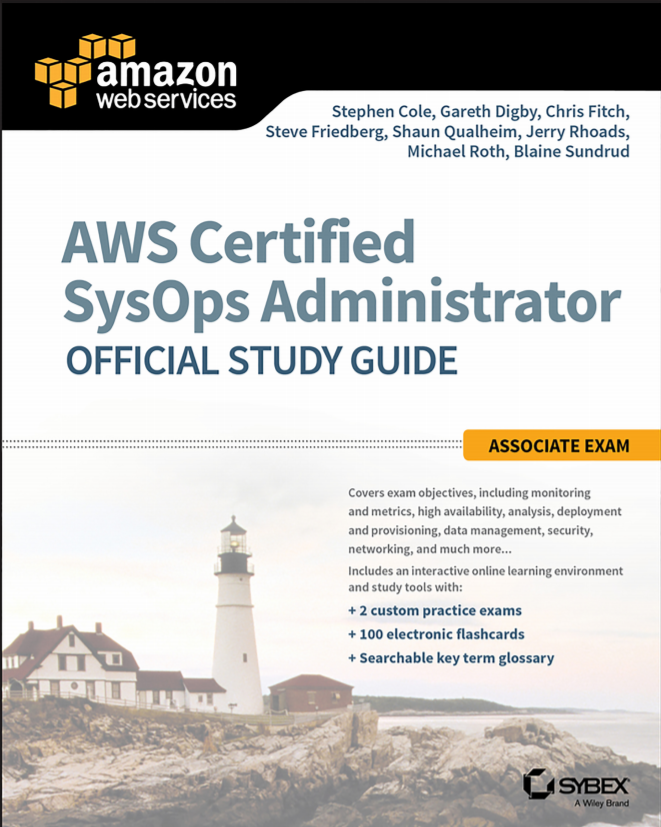 amazon
web services
Stephen Cole, Gareth Digby, Chris Fitch,
Steve Friedberg, Shaun Qualheim, Jerry Rhoads,
Michael Roth, Blaine Sundrud
AWS Certified
SysOps Administrator
OFFICIAL STUDY GUIDE
ASSOCIATE EXAM
Covers exam objectives, including monitoring
and metrics, high availability, analysis, deployment
and provisioning, data management, security,
networking, and much more...
Includes an interactive online learning environment
and study tools with:
+ 2 custom practice exams
+ 100 electronic flashcards
+ Searchable key term glossary
SYBEX®
A Wiley Brand